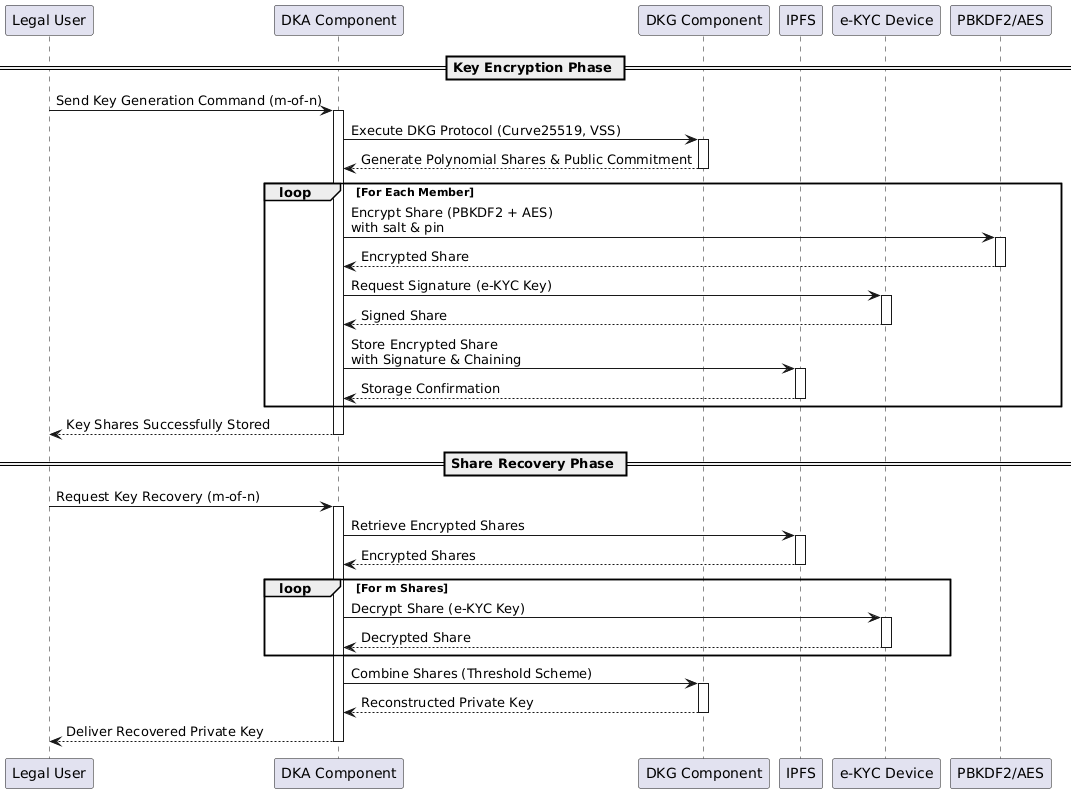 Legal User
DKA Component
DKG Component
IPFS
e-KYC Device
PBKDF2/AES
Key Encryption Phase
Send Key Generation Command (m-of-n)
Execute DKG Protocol (Curve25519, VSS)
Generate Polynomial Shares & Public Commitment
loop
[For Each Member]
Encrypt Share (PBKDF2 + AES)
with salt & pin
Encrypted Share
Request Signature (e-KYC Key)
Signed Share
Store Encrypted Share
with Signature & Chaining
Storage Confirmation
Key Shares Successfully Stored
Share Recovery Phase
Request Key Recovery (m-of-n)
Retrieve Encrypted Shares
Encrypted Shares
loop
[For m Shares]
Decrypt Share (e-KYC Key)
Decrypted Share
Combine Shares (Threshold Scheme)
Reconstructed Private Key
Deliver Recovered Private Key
Legal User
DKA Component
DKG Component
IPFS
e-KYC Device
PBKDF2/AES